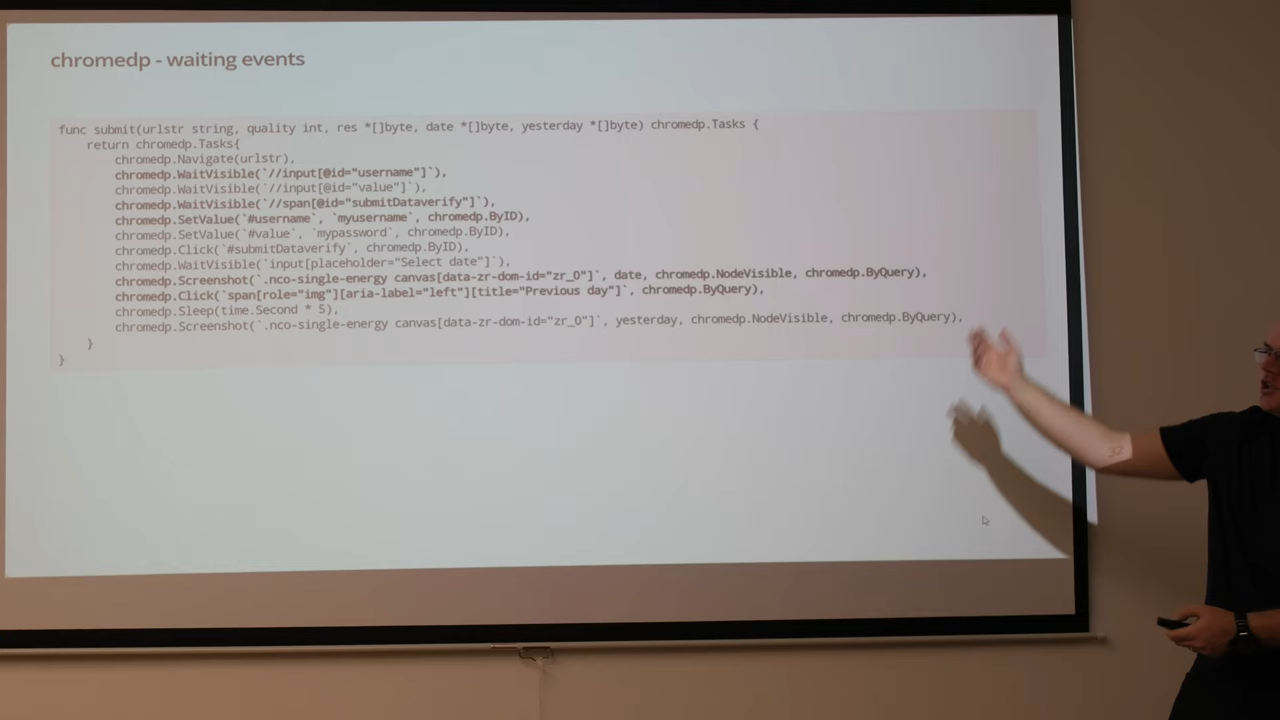 chromedp - waiting events
func submit(urlstr string, quality int, res *[]byte, date *[]byte, yesterday *[]byte) chromedp.Tasks {
return chromedp.Tasks{
chromedp.Navigate(urlstr),
chromedp.WaitVisible(`//input[@id="username"]`),
chromedp.WaitVisible(`//input[@id="value"]`),
chromedp.WaitVisible(`//span[@id="submitDataverify"]`),
chromedp.SetValue(`#username`, `myusername`, chromedp.ByID),
chromedp.SetValue(`#value`, `mypassword`, chromedp.ByID),
chromedp.Click(`#submitDataverify`, chromedp.ByID),
chromedp.WaitVisible(`input[placeholder="Select date"]`),
chromedp.Screenshot(`.nco-single-energy canvas[data-zr-dom-id="zr_0"]`, date, chromedp.NodeVisible, chromedp.ByQuery),
chromedp.Click(`span[role="img"][aria-label="left"][title="Previous day"]`, chromedp.ByQuery),
chromedp.Sleep(time.Second * 5),
chromedp.Screenshot(`.nco-single-energy canvas[data-zr-dom-id="zr_0"]`, yesterday, chromedp.NodeVisible, chromedp.ByQuery),
}
}
32